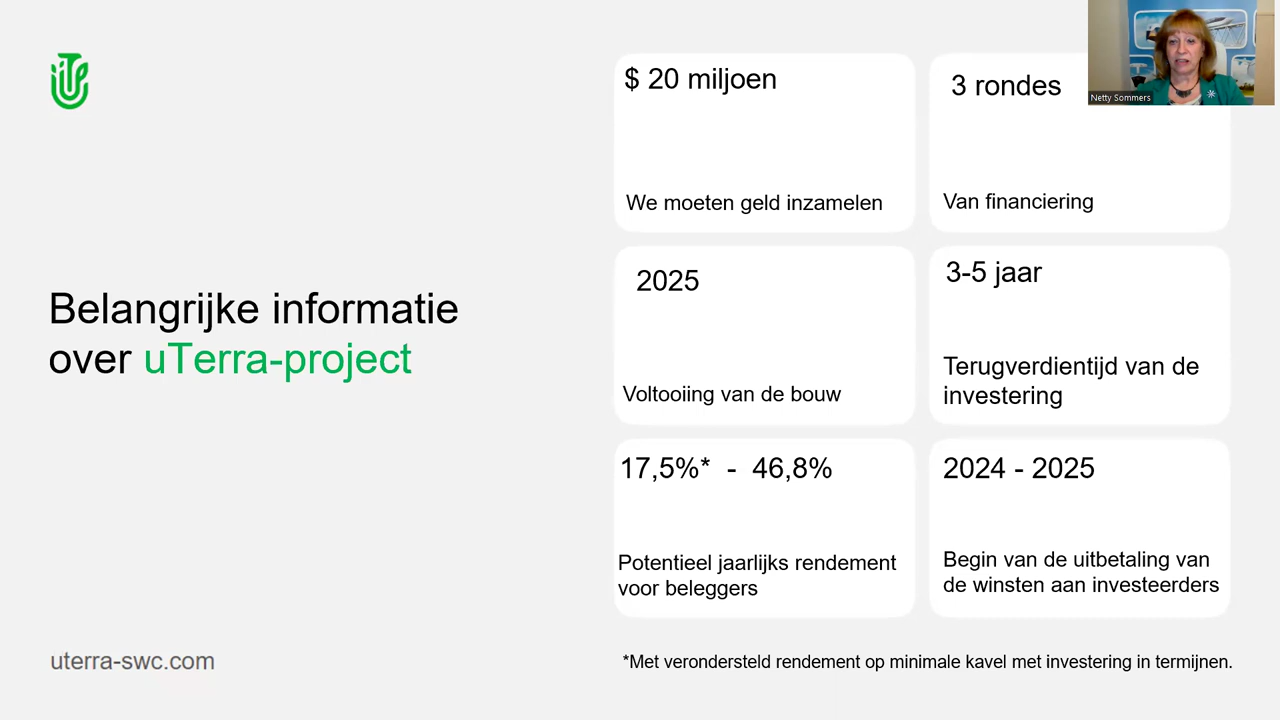 $ 20 miljoen
We moeten geld inzamelen
3 rondes
Van financiering
Netty Sommers
2025
Voltooiing van de bouw
3-5 jaar
Terugverdientijd van de
investering
Belangrijke informatie
over uTerra-project
17,5%* - 46,8%
Potentieel jaarlijks rendement
voor beleggers
2024 - 2025
Begin van de uitbetaling van
de winsten aan investeerders
uterra-swc.com
*Met verondersteld rendement op minimale kavel met investering in termijnen.